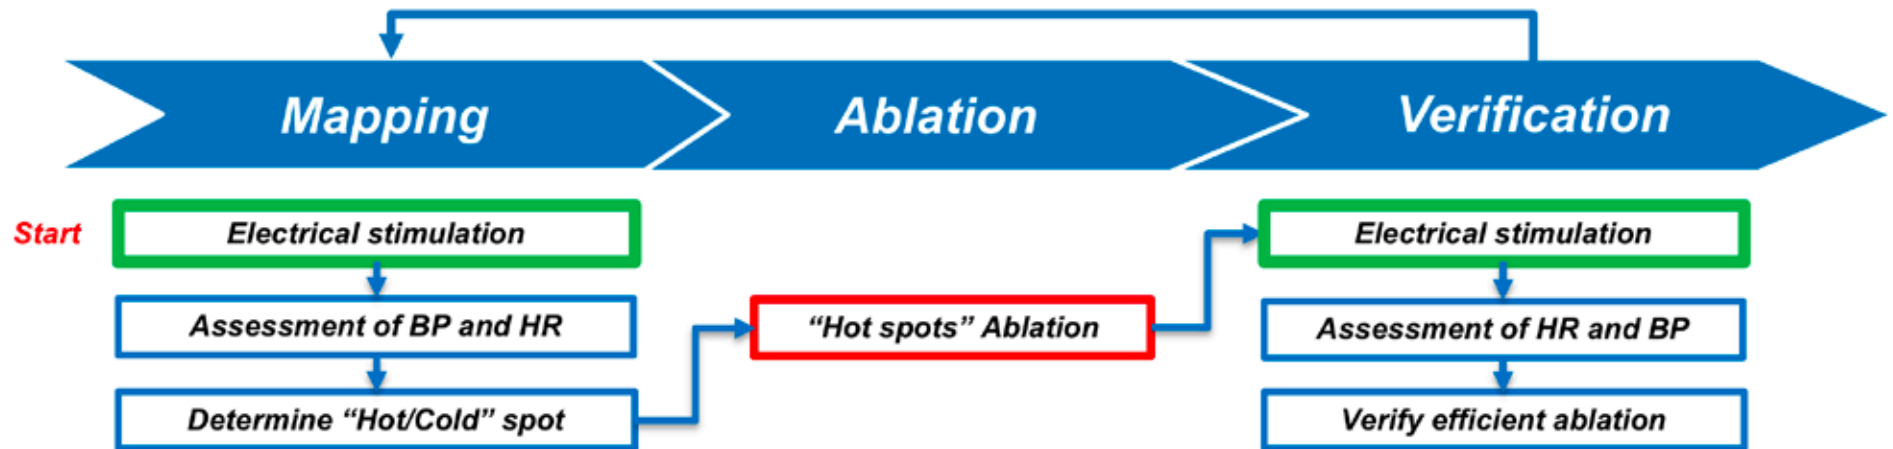 Mapping
Ablation
Verification
Start
Electrical stimulation
Assessment of BP and HR
Determine “Hot/Cold” spot
“Hot spots” Ablation
Electrical stimulation
Assessment of HR and BP
Verify efficient ablation